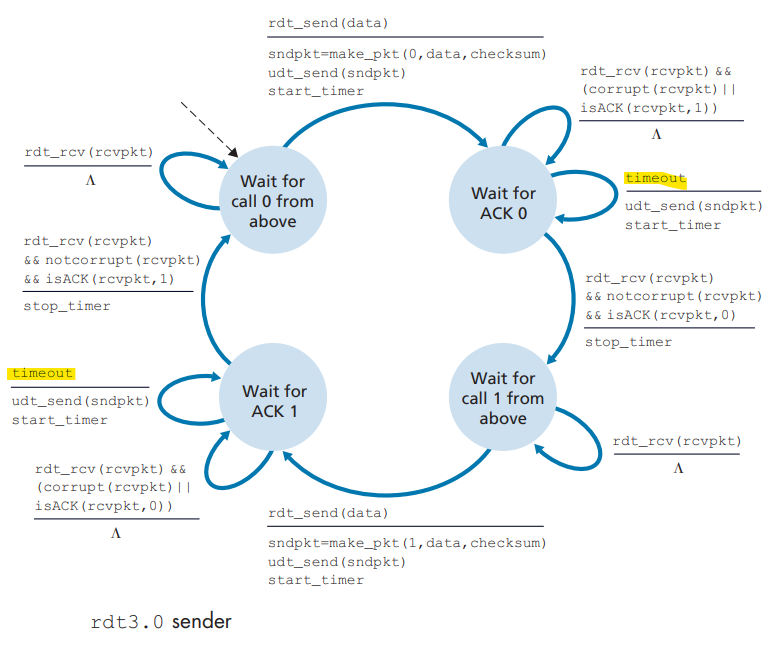 rdt_send(data)
sndpkt=make_pkt(0,data,checksum)
udt_send(sndpkt)
start_timer
rdt_rcv(rcvpkt) &&
(corrupt(rcvpkt)||
isACK(rcvpkt,1))
Λ
rdt_rcv(rcvpkt)
Λ
Wait for
call 0 from
above
Wait for
ACK 0
timeout
udt_send(sndpkt)
start_timer
rdt_rcv(rcvpkt)
&& notcorrupt(rcvpkt)
&& isACK(rcvpkt,1)
stop_timer
rdt_rcv(rcvpkt)
&& notcorrupt(rcvpkt)
&& isACK(rcvpkt,0)
stop_timer
timeout
udt_send(sndpkt)
start_timer
Wait for
ACK 1
Wait for
call 1 from
above
rdt_rcv(rcvpkt)
Λ
rdt_rcv(rcvpkt) &&
(corrupt(rcvpkt)||
isACK(rcvpkt,0))
Λ
rdt_send(data)
sndpkt=make_pkt(1,data,checksum)
udt_send(sndpkt)
start_timer
rdt3.0 sender